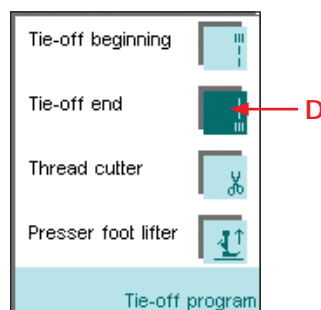 Tie-off beginning
Tie-off end
D
Thread cutter
Presser foot lifter
Tie-off program